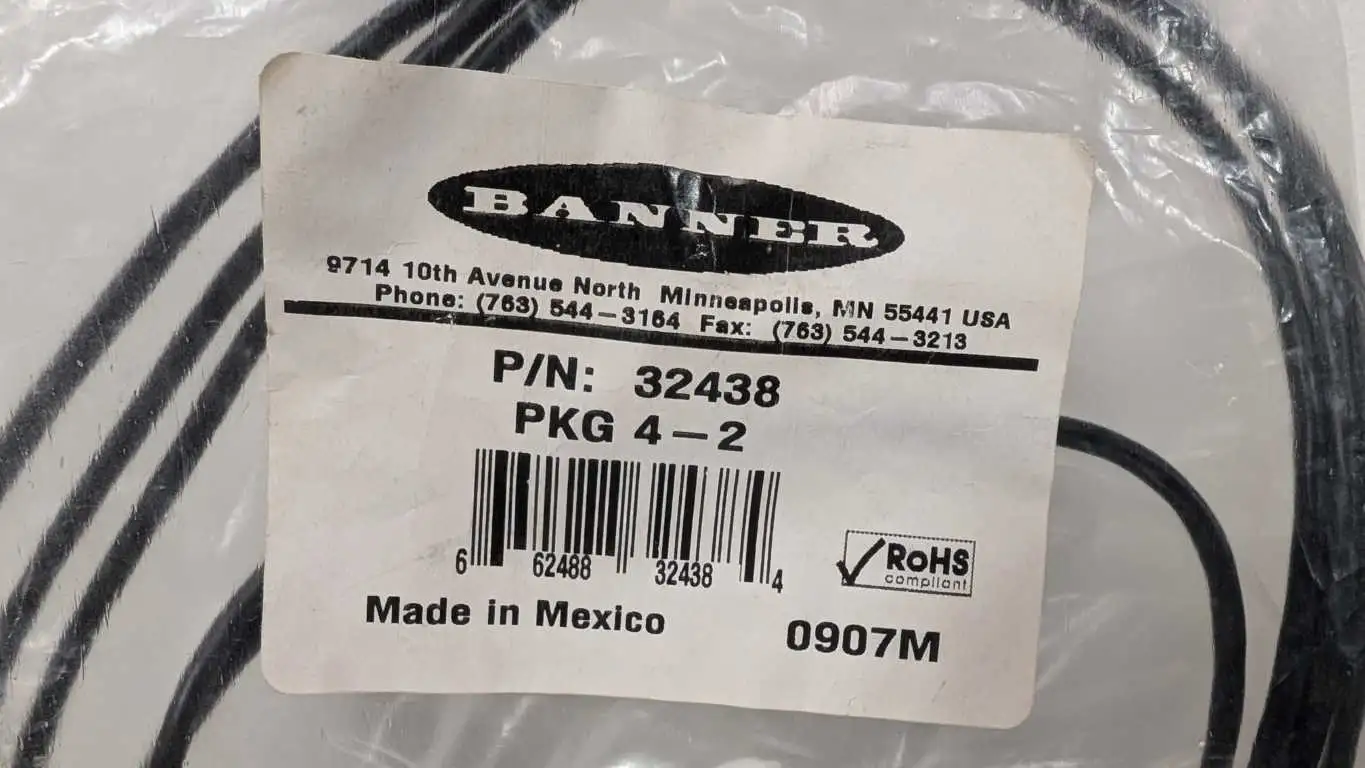 BANNER
9714 10th Avenue North Minneapolis, MN 55441 USA
Phone: (763) 544-3164 Fax: (763) 544-3213
P/N: 32438
PKG 4-2
6 62488 32438 4
RoHS
compliant
Made in Mexico
0907M